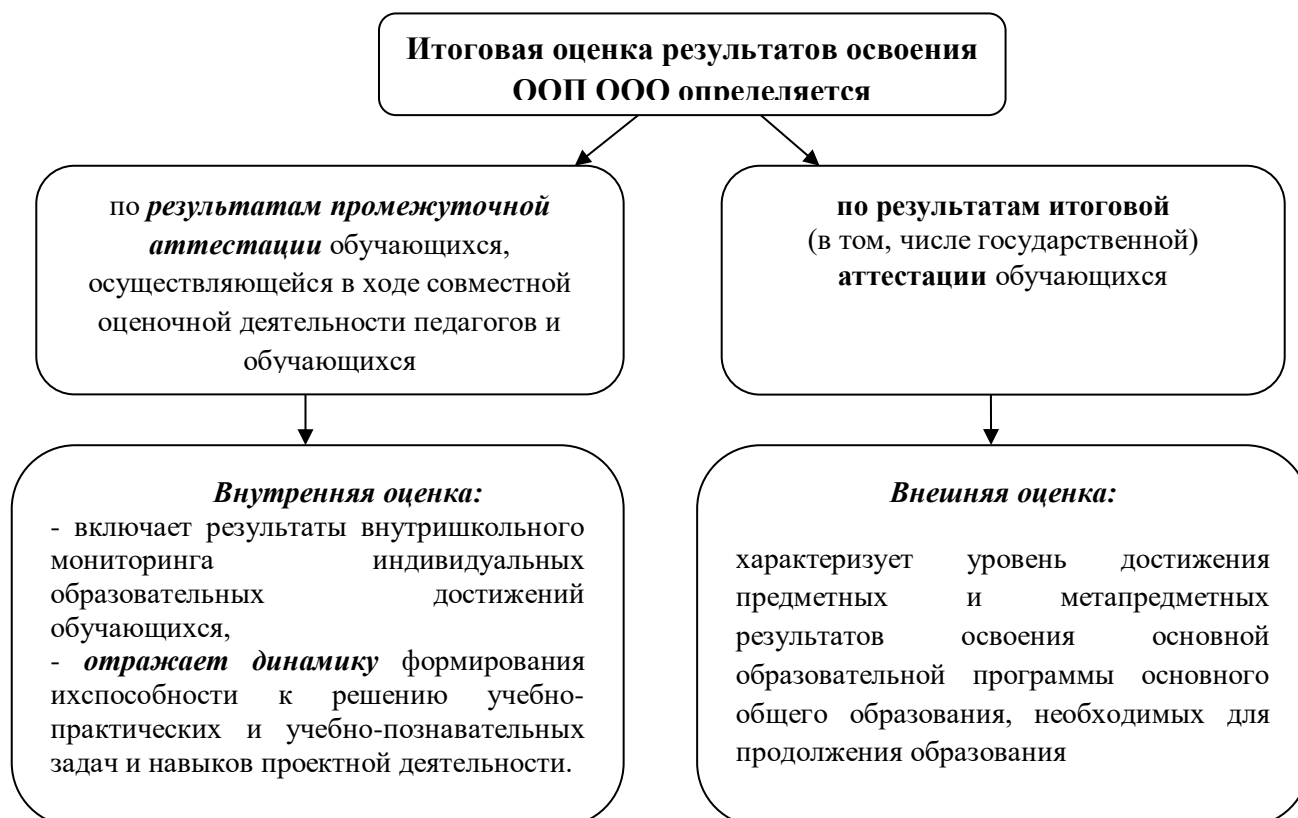 Итоговая оценка результатов освоения
ООП ООО определяется
по результатам промежуточной
аттестации обучающихся,
осуществляющейся в ходе совместной
оценочной деятельности педагогов и
обучающихся
по результатам итоговой
(в том, числе государственной)
аттестации обучающихся
Внутренняя оценка:
- включает результаты внутришкольного
мониторинга индивидуальных
образовательных достижений
обучающихся,
- отражает динамику формирования
ихспособности к решению учебно-
практических и учебно-познавательных
задач и навыков проектной деятельности.
Внешняя оценка:
характеризует уровень достижения
предметных и метапредметных
результатов освоения основной
образовательной программы основного
общего образования, необходимых для
продолжения образования